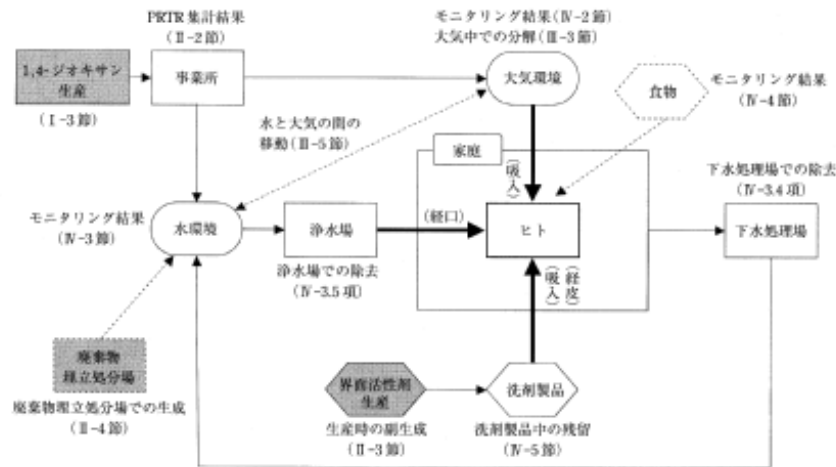 PRTR 集計結果
(II-2節)
モニタリング結果(IV-2節)
大気中での分解(III-3節)
1,4-ジオキサン
生産
(I-3節)
事業所
大気環境
食物
モニタリング結果
(IV-4節)
水と大気の間の
移動(III-5節)
家庭
(吸入)
下水処理場での除去
(IV-3.4項)
モニタリング結果
(IV-3節)
水環境
浄水場
(経口)
ヒト
下水処理場
浄水場での除去
(IV-3.5項)
(吸入)
(経皮)
廃棄物
埋立処分場
廃棄物埋立処分場での生成
(II-4節)
界面活性剤
生産
洗剤製品
生産時の副生成
(II-3節)
洗剤製品中の残留
(IV-5節)